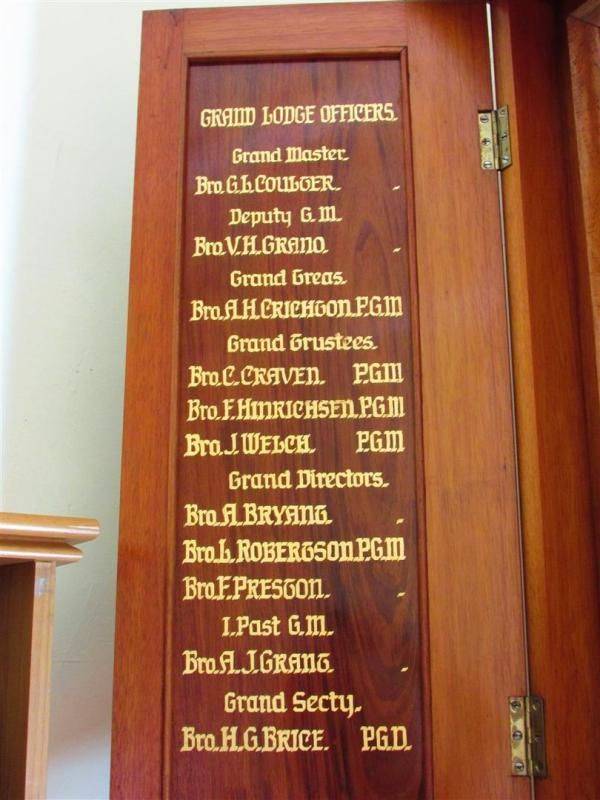 GRAND LODGE OFFICERS.
Grand Master.
Bro. G. L. COULTER. -
Deputy G. M.
Bro. V. H. GRANO. -
Grand Treas.
Bro. A. H. CRICHTON. P.G.M
Grand Trustees.
Bro. C. CRAVEN. P.G.M
Bro. F. HINRICHSEN. P.G.M
Bro. J. WELCH. P.G.M
Grand Directors.
Bro. A. BRYANT. -
Bro. L. ROBERTSON. P.G.M
Bro. F. PRESTON. -
I. Past G. M.
Bro. A. J. GRANT. -
Grand Secty.
Bro. H. G. BRICE. P.G.D.